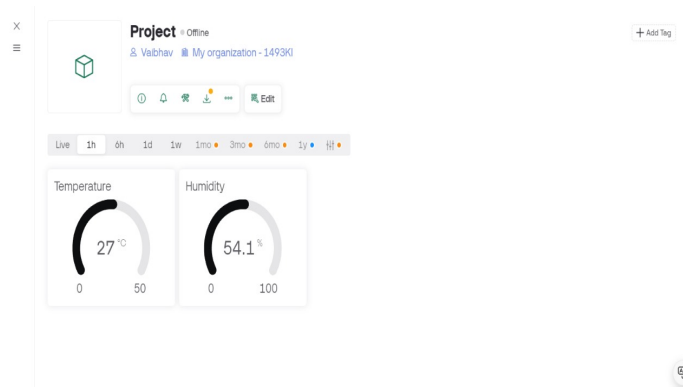 Project Offline
+ Add Tag
Vaibhav My organization - 1493KI
Edit
Live 1h 6h 1d 1w 1mo 3mo 6mo 1y
Temperature
27 °C
0 50
Humidity
54.1 %
0 100